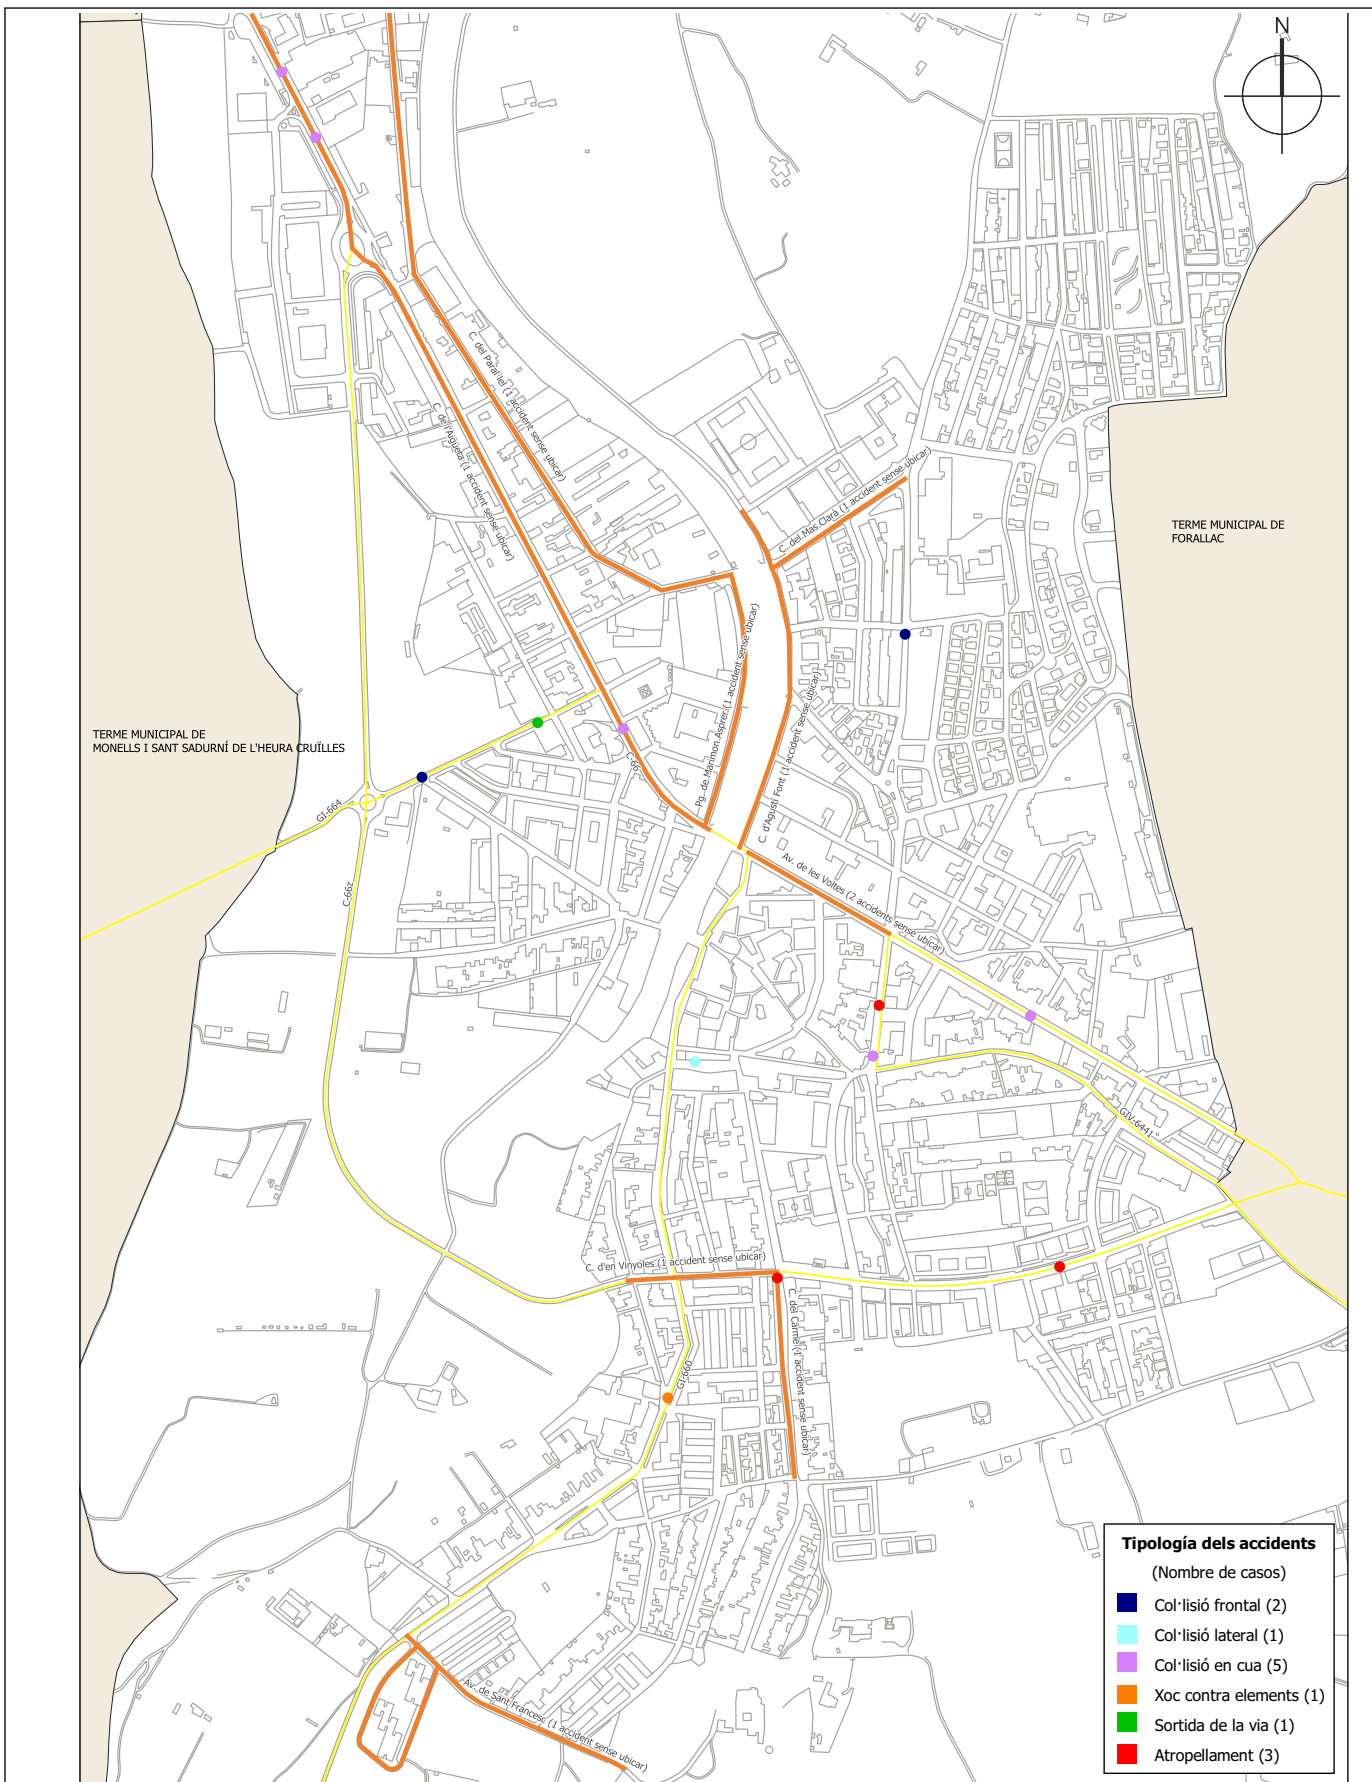 N
C. del Paral·lel (1 accident sense ubicar)
C. de l'Aigüeta (1 accident sense ubicar)
C. del Mas Clarà (1 accident sense ubicar)
TERME MUNICIPAL DE
FORALLAC
Pg. de Marimon Asprer (1 accident sense ubicar)
C. d'Agustí Font (1 accident sense ubicar)
TERME MUNICIPAL DE
MONELLS I SANT SADURNÍ DE L'HEURA CRUÏLLES
C-66
GI-664
C-66z
Av. de les Voltes (2 accidents sense ubicar)
GIV-6441
C. d'en Vinyoles (1 accident sense ubicar)
C. del Carme (1 accident sense ubicar)
GI-660
Av. de Sant Francesc (1 accident sense ubicar)
Tipología dels accidents
(Nombre de casos)
Col·lisió frontal (2)
Col·lisió lateral (1)
Col·lisió en cua (5)
Xoc contra elements (1)
Sortida de la via (1)
Atropellament (3)